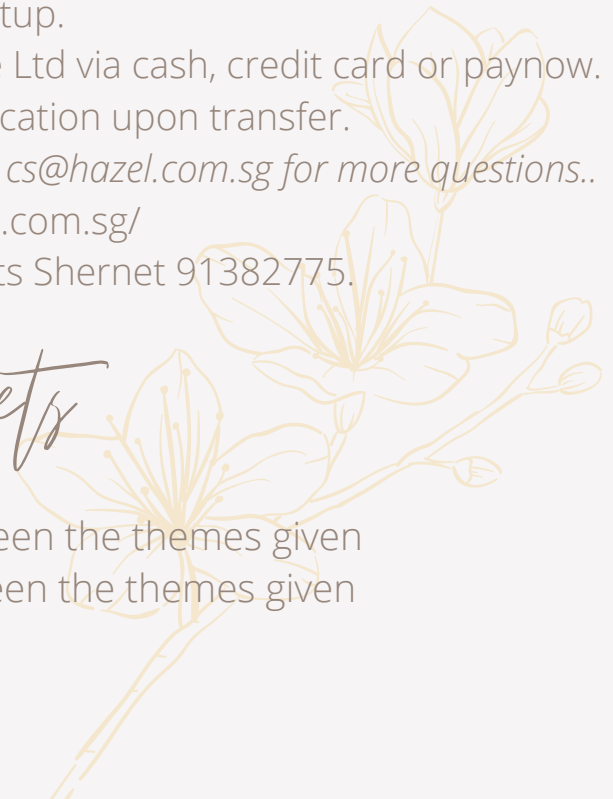 tup.
e Ltd via cash, credit card or paynow.
cation upon transfer.
cs@hazel.com.sg for more questions..
.com.sg/
ts Shernet 91382775.
ets
een the themes given
een the themes given